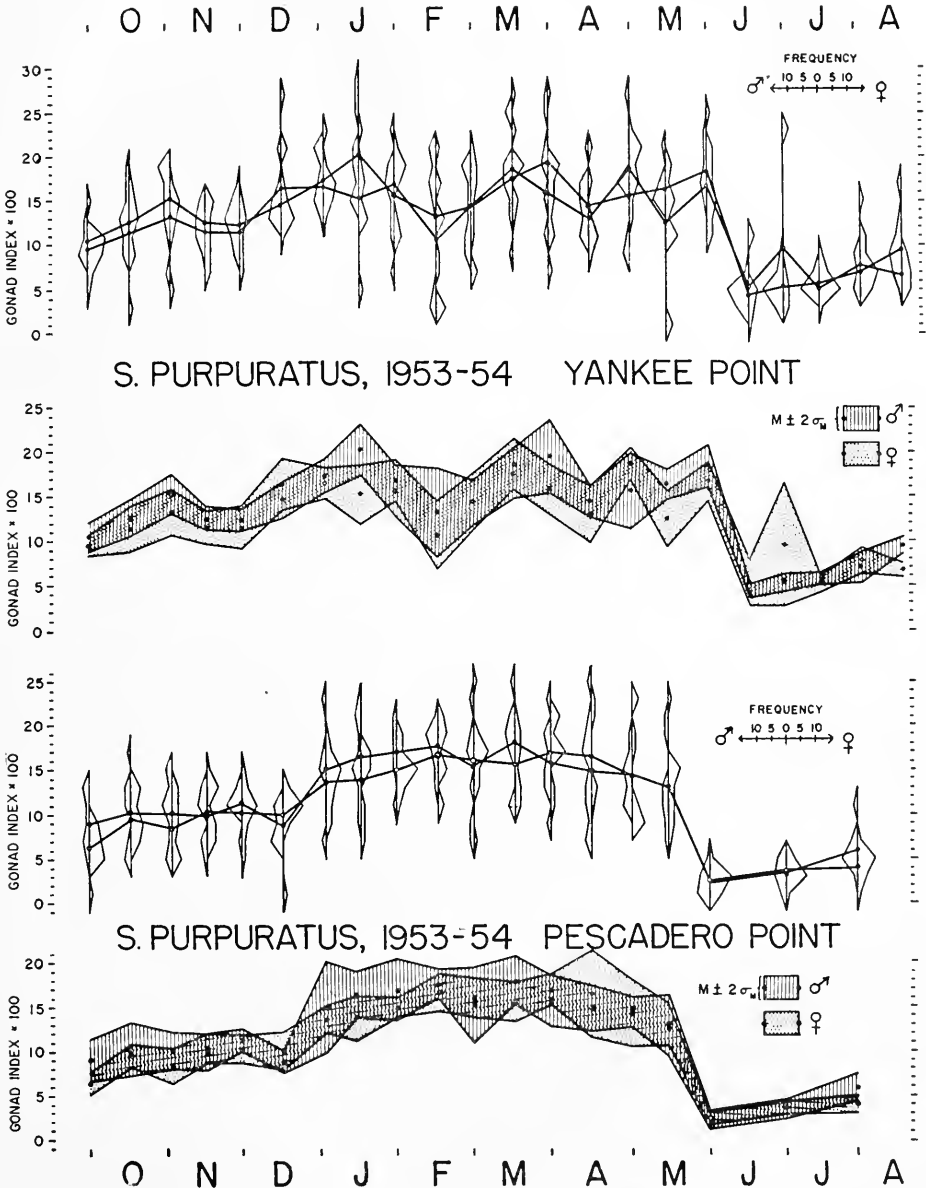 O N D J F M A M J J A
FREQUENCY
♂ 10 5 0 5 10 ♀
30
25
20
15
10
5
0
GONAD INDEX × 100
S. PURPURATUS, 1953-54 YANKEE POINT
M ± 2σM ♂
♀
25
20
15
10
5
0
GONAD INDEX × 100
FREQUENCY
♂ 10 5 0 5 10 ♀
25
20
15
10
5
0
GONAD INDEX × 100
S. PURPURATUS, 1953-54 PESCADERO POINT
M ± 2σM ♂
♀
20
15
10
5
0
GONAD INDEX × 100
O N D J F M A M J J A